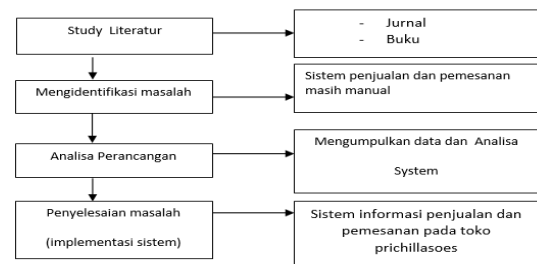 Study Literatur
- Jurnal
- Buku
Mengidentifikasi masalah
Sistem penjualan dan pemesanan
masih manual
Analisa Perancangan
Mengumpulkan data dan Analisa
System
Penyelesaian masalah
(implementasi sistem)
Sistem informasi penjualan dan
pemesanan pada toko
prichillasoes